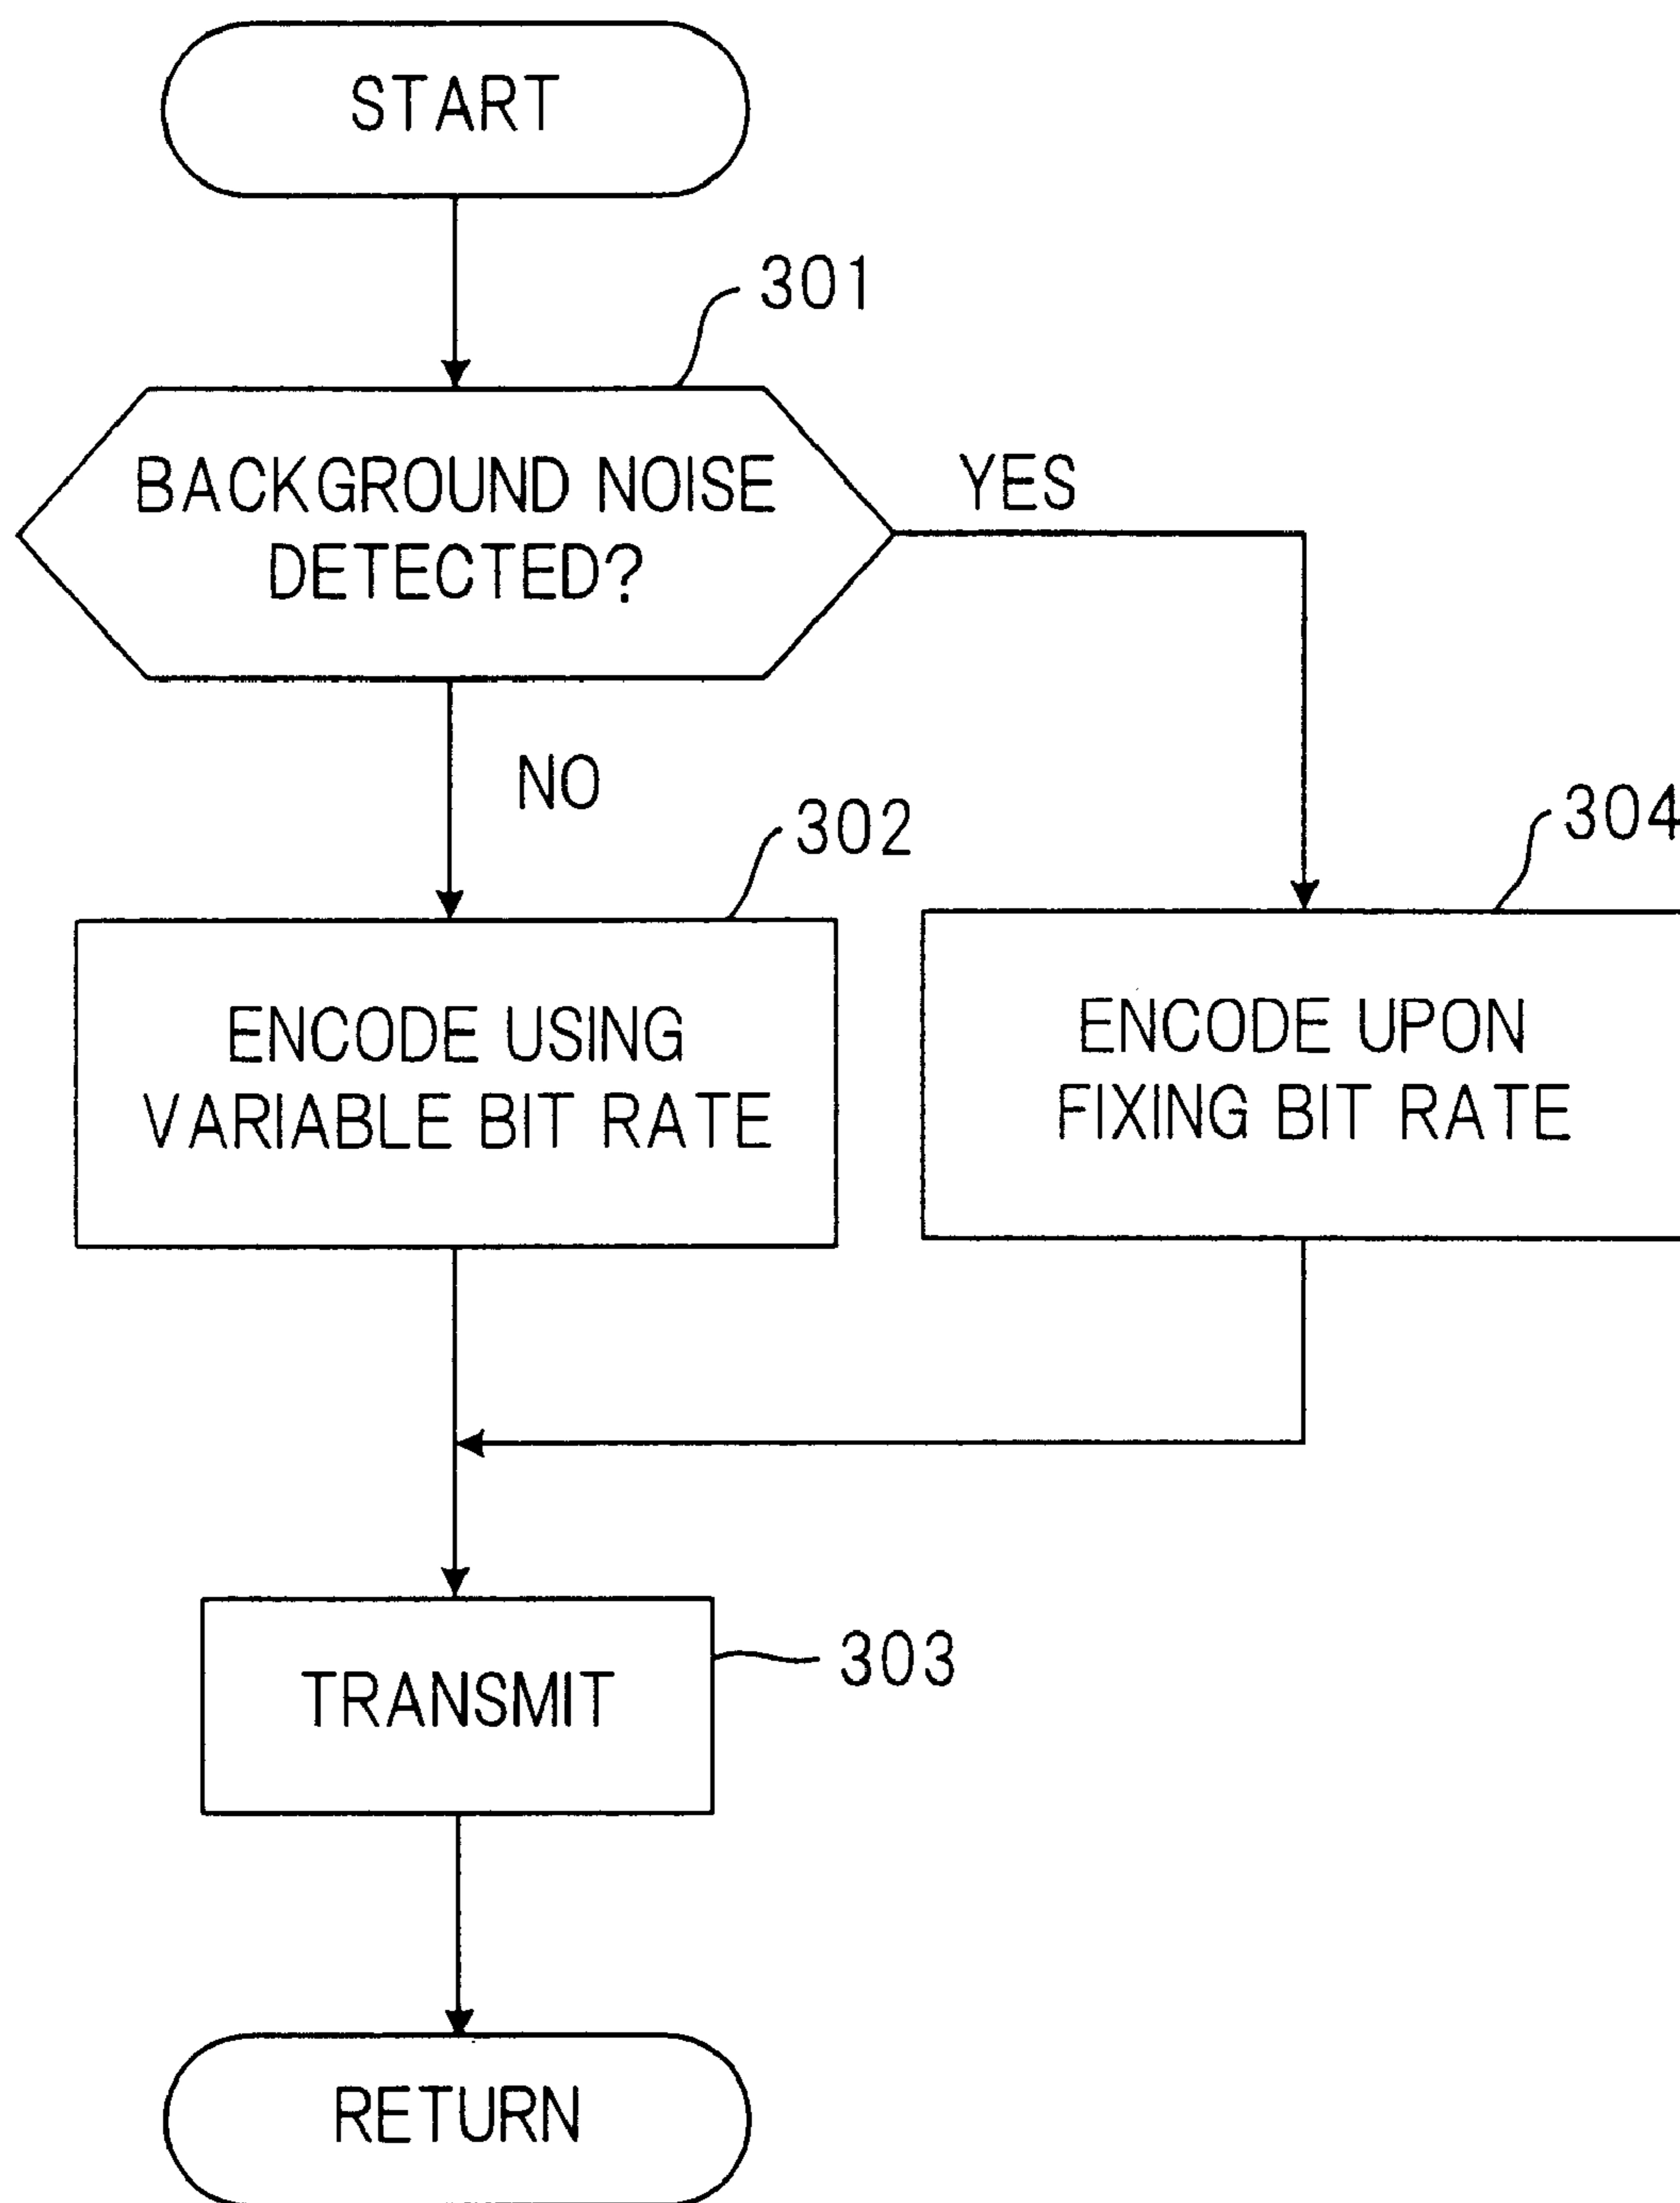 START
301
BACKGROUND NOISE
DETECTED?
YES
NO
302
304
ENCODE USING
VARIABLE BIT RATE
ENCODE UPON
FIXING BIT RATE
TRANSMIT
303
RETURN